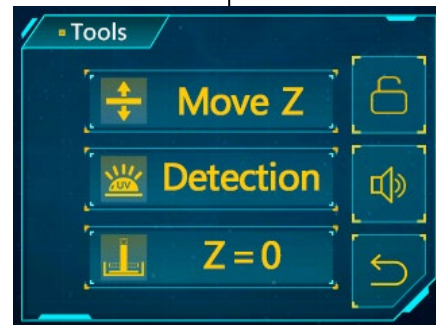 Tools
Move Z
UV
Detection
Z = 0